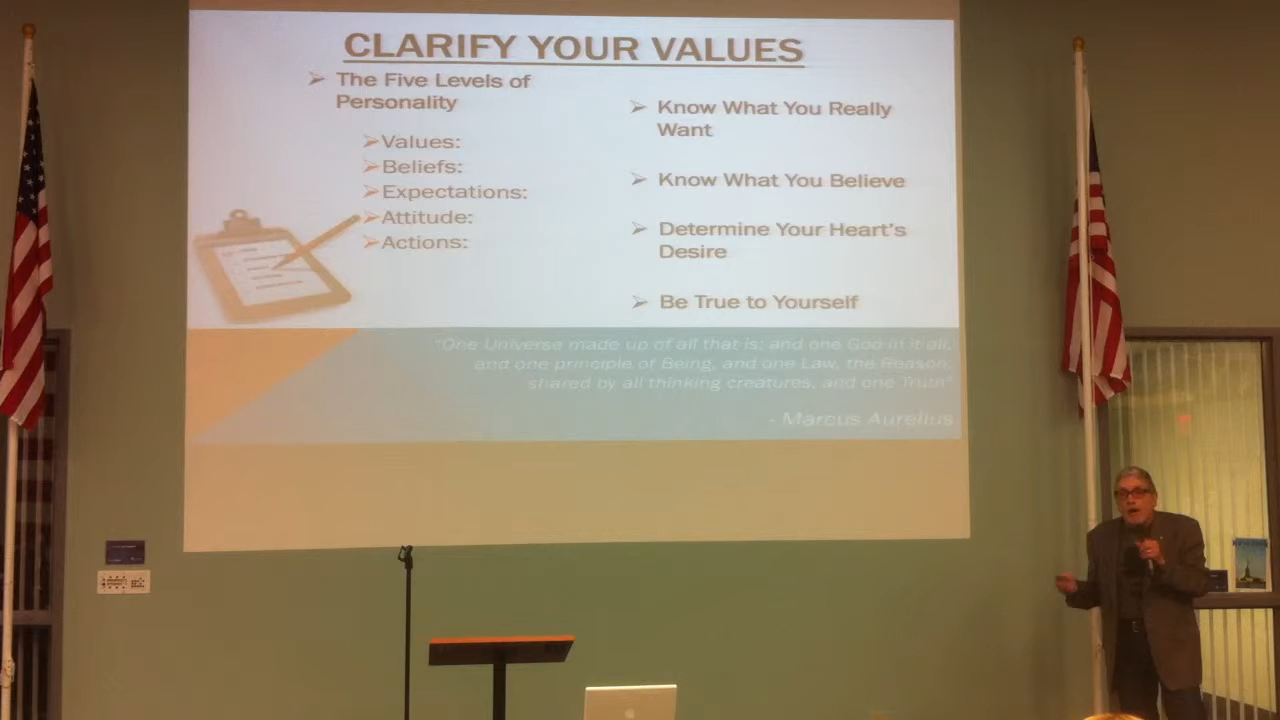 CLARIFY YOUR VALUES
The Five Levels of
Personality
Values:
Beliefs:
Expectations:
Attitude:
Actions:
Know What You Really
Want
Know What You Believe
Determine Your Heart's
Desire
Be True to Yourself
"One Universe made up of all that is; and one God in it all,
and one principle of Being, and one Law, the Reason,
shared by all thinking creatures, and one Truth"
- Marcus Aurelius